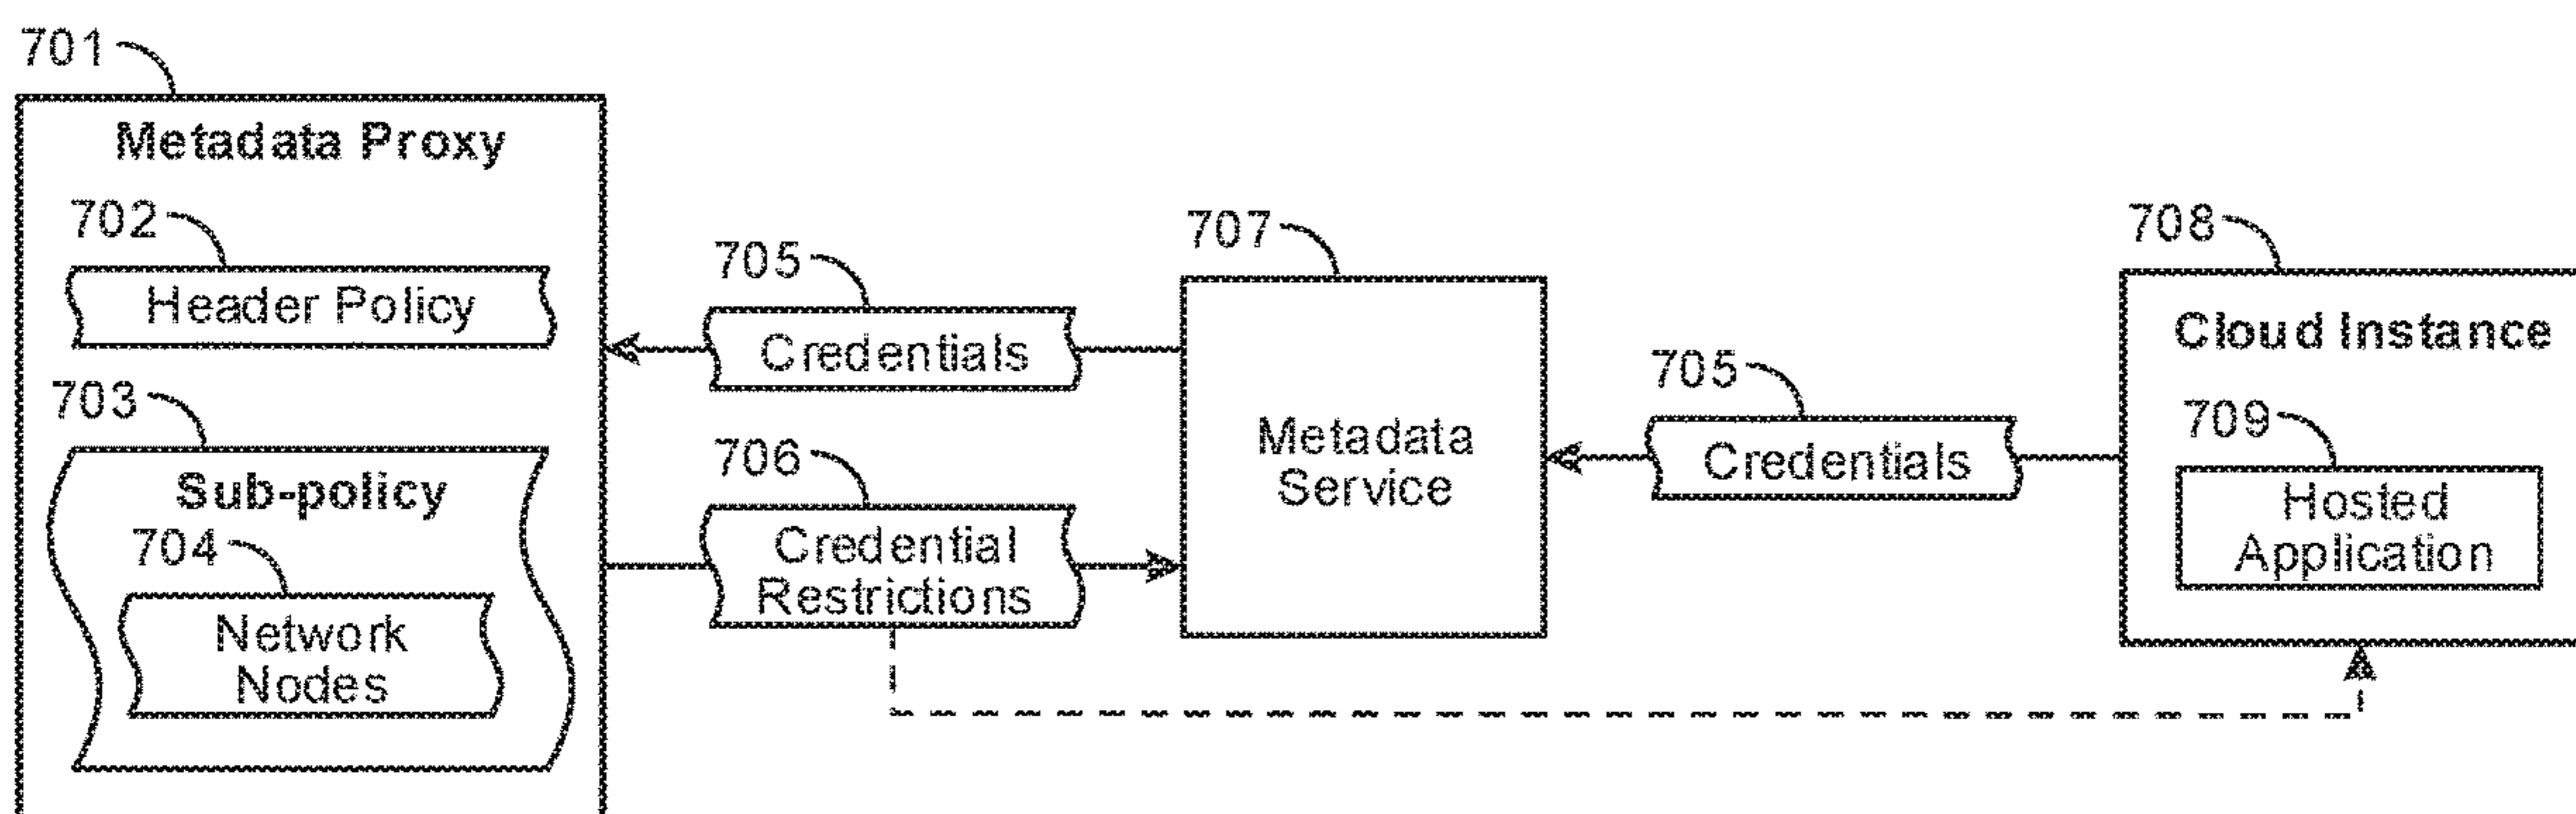 701
Metadata Proxy
702
Header Policy
703
Sub-policy
704
Network
Nodes
705
Credentials
706
Credential
Restrictions
707
Metadata
Service
705
Credentials
708
Cloud Instance
709
Hosted
Application